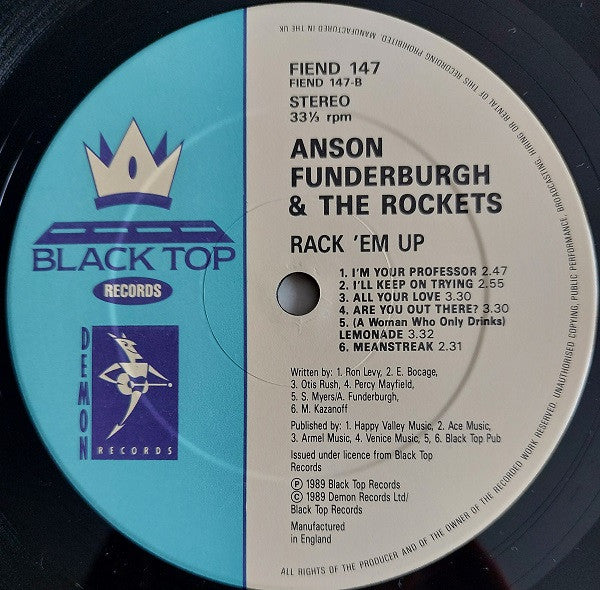 FIEND 147
FIEND 147-B
STEREO
33⅓ rpm
ANSON
FUNDERBURGH
& THE ROCKETS
RACK 'EM UP
1. I'M YOUR PROFESSOR 2.47
2. I'LL KEEP ON TRYING 2.55
3. ALL YOUR LOVE 3.30
4. ARE YOU OUT THERE? 3.30
5. (A Woman Who Only Drinks)
LEMONADE 3.32
6. MEANSTREAK 2.31
Written by: 1. Ron Levy, 2. E. Bocage,
3. Otis Rush, 4. Percy Mayfield,
5. S. Myers/A. Funderburgh,
6. M. Kazanoff
Published by: 1. Happy Valley Music, 2. Ace Music,
3. Armel Music, 4. Venice Music, 5, 6. Black Top Pub
Issued under licence from Black Top
Records
Ⓟ 1989 Black Top Records
© 1989 Demon Records Ltd/
Black Top Records
Manufactured
in England
BLACK TOP
RECORDS
DEMON
RECORDS
ALL RIGHTS OF THE PRODUCER AND OF THE OWNER OF THE RECORDED WORK RESERVED. UNAUTHORISED COPYING, PUBLIC PERFORMANCE, BROADCASTING, HIRING OR RENTAL OF THIS RECORDING PROHIBITED. MANUFACTURED IN THE UK